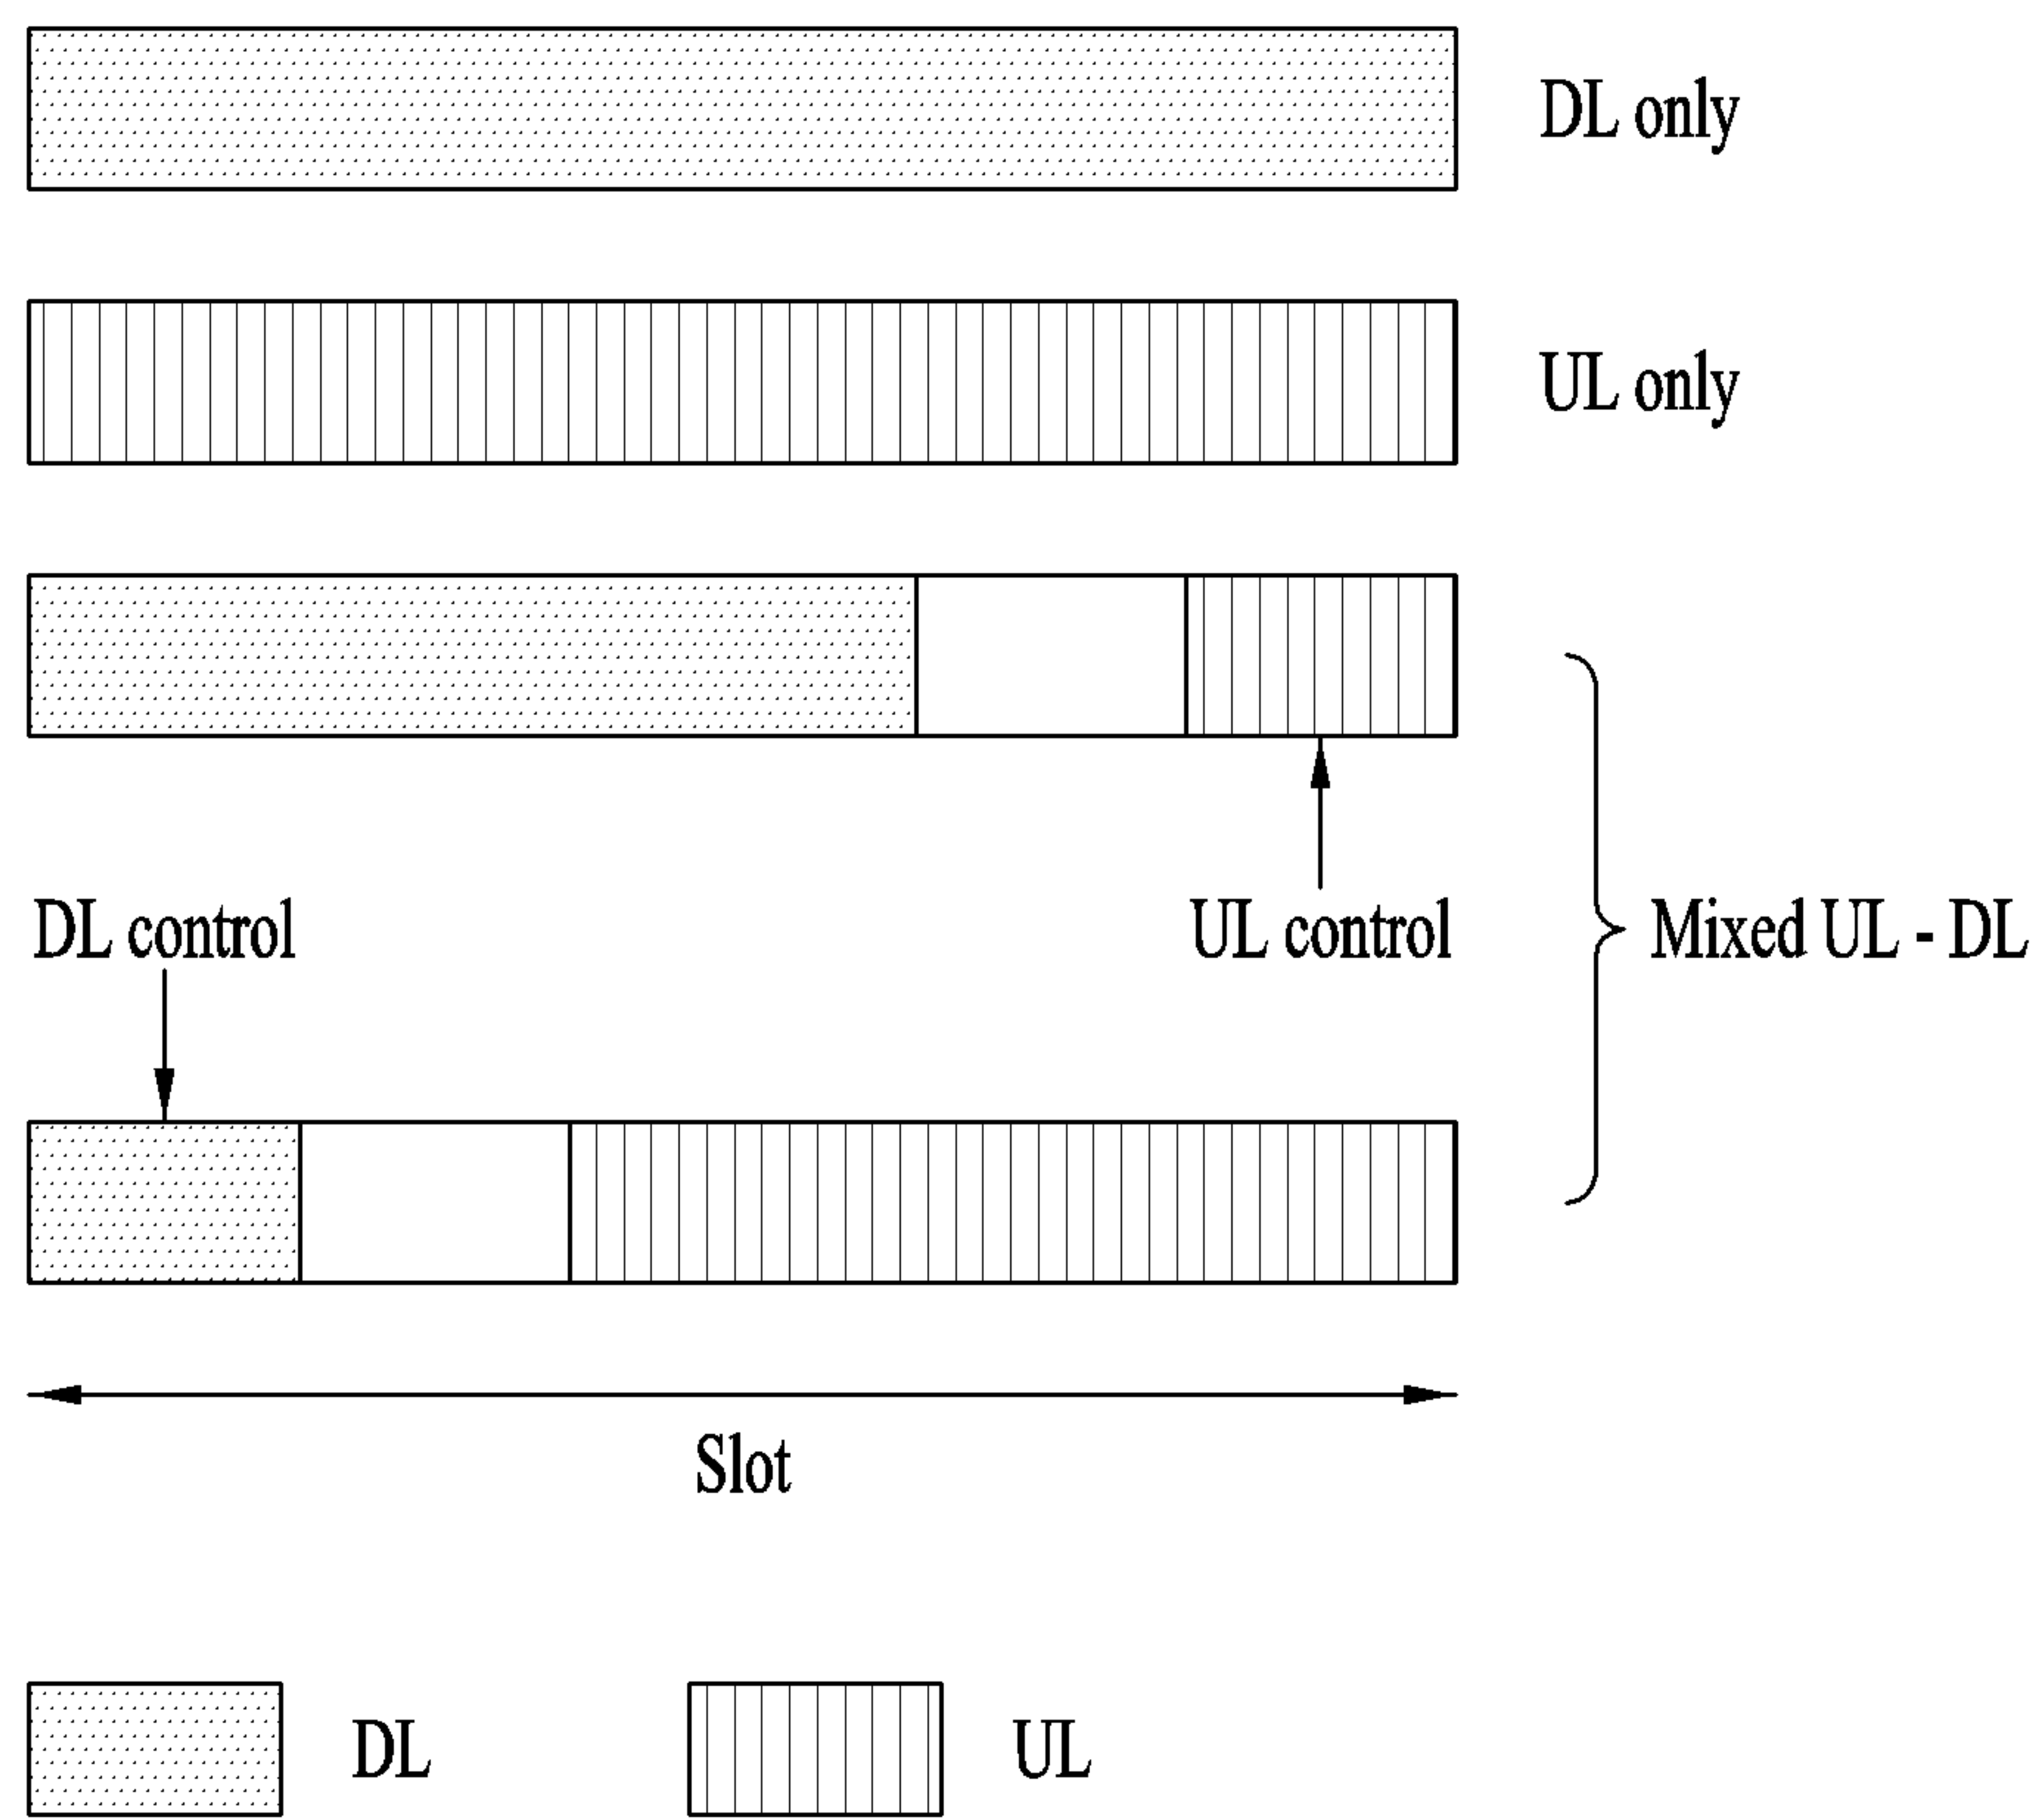 DL only
UL only
DL control
UL control
Mixed UL - DL
Slot
DL
UL